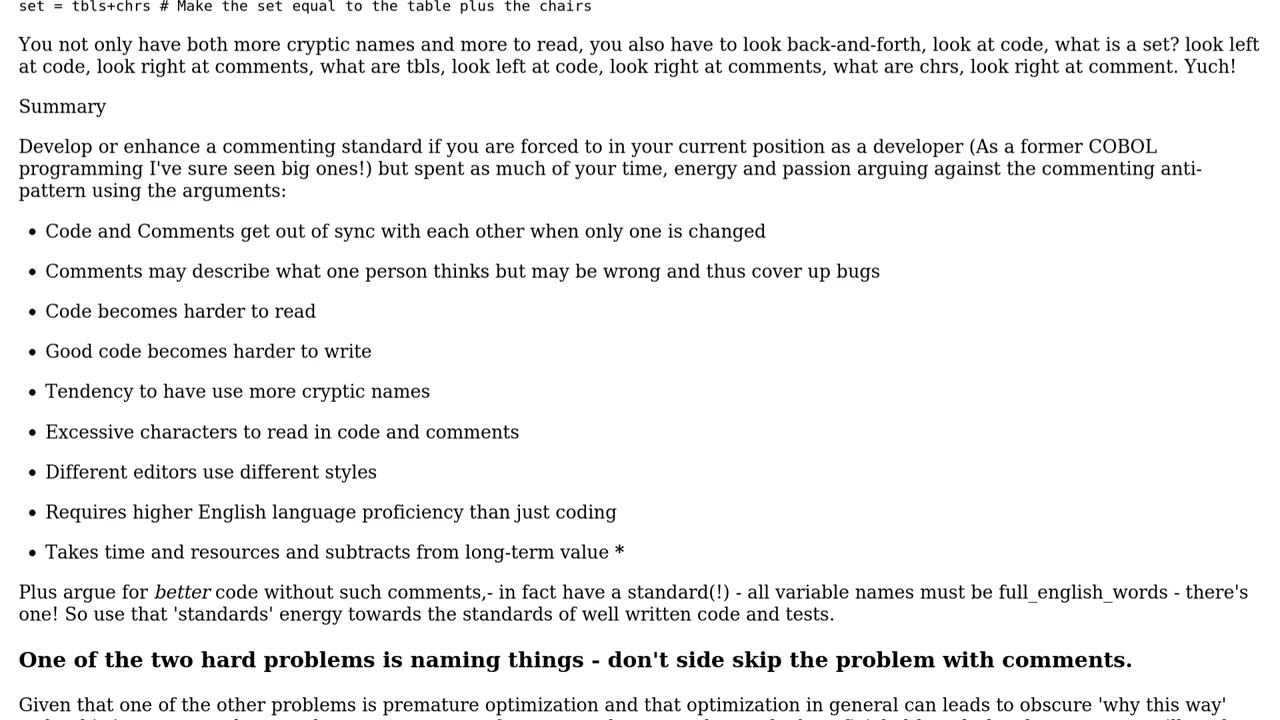 set = tbls+chrs # Make the set equal to the table plus the chairs
You not only have both more cryptic names and more to read, you also have to look back-and-forth, look at code, what is a set? look left
at code, look right at comments, what are tbls, look left at code, look right at comments, what are chrs, look right at comment. Yuch!
Summary
Develop or enhance a commenting standard if you are forced to in your current position as a developer (As a former COBOL
programming I've sure seen big ones!) but spent as much of your time, energy and passion arguing against the commenting anti-
pattern using the arguments:
• Code and Comments get out of sync with each other when only one is changed
• Comments may describe what one person thinks but may be wrong and thus cover up bugs
• Code becomes harder to read
• Good code becomes harder to write
• Tendency to have use more cryptic names
• Excessive characters to read in code and comments
• Different editors use different styles
• Requires higher English language proficiency than just coding
• Takes time and resources and subtracts from long-term value *
Plus argue for better code without such comments,- in fact have a standard(!) - all variable names must be full_english_words - there's
one! So use that 'standards' energy towards the standards of well written code and tests.
One of the two hard problems is naming things - don't side skip the problem with comments.
Given that one of the other problems is premature optimization and that optimization in general can leads to obscure 'why this way'